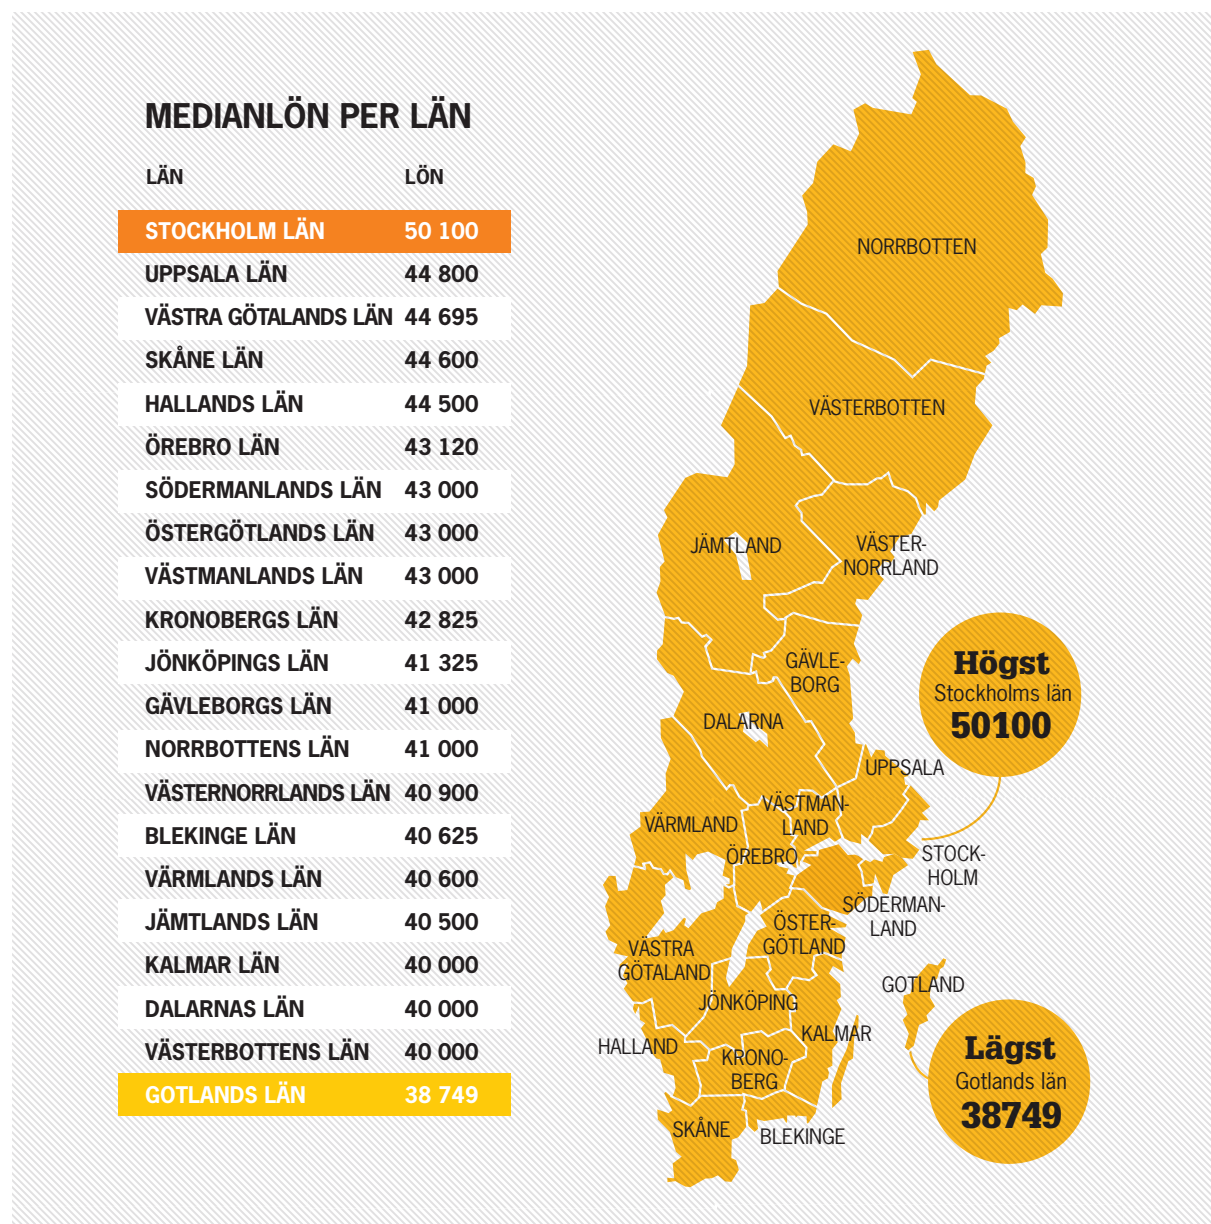 MEDIANLÖN PER LÄN
LÄN LÖN
STOCKHOLM LÄN 50 100
UPPSALA LÄN 44 800
VÄSTRA GÖTALANDS LÄN 44 695
SKÅNE LÄN 44 600
HALLANDS LÄN 44 500
ÖREBRO LÄN 43 120
SÖDERMANLANDS LÄN 43 000
ÖSTERGÖTLANDS LÄN 43 000
VÄSTMANLANDS LÄN 43 000
KRONOBERGS LÄN 42 825
JÖNKÖPINGS LÄN 41 325
GÄVLEBORGS LÄN 41 000
NORRBOTTENS LÄN 41 000
VÄSTERNORRLANDS LÄN 40 900
BLEKINGE LÄN 40 625
VÄRMLANDS LÄN 40 600
JÄMTLANDS LÄN 40 500
KALMAR LÄN 40 000
DALARNAS LÄN 40 000
VÄSTERBOTTENS LÄN 40 000
GOTLANDS LÄN 38 749
NORRBOTTEN
VÄSTERBOTTEN
JÄMTLAND
VÄSTER-
NORRLAND
GÄVLE-
BORG
DALARNA
UPPSALA
VÄSTMAN-
LAND
VÄRMLAND
ÖREBRO
STOCK-
HOLM
SÖDERMAN-
LAND
ÖSTER-
GÖTLAND
VÄSTRA
GÖTALAND
JÖNKÖPING
GOTLAND
KALMAR
HALLAND
KRONO-
BERG
SKÅNE
BLEKINGE
Högst
Stockholms län
50100
Lägst
Gotlands län
38749